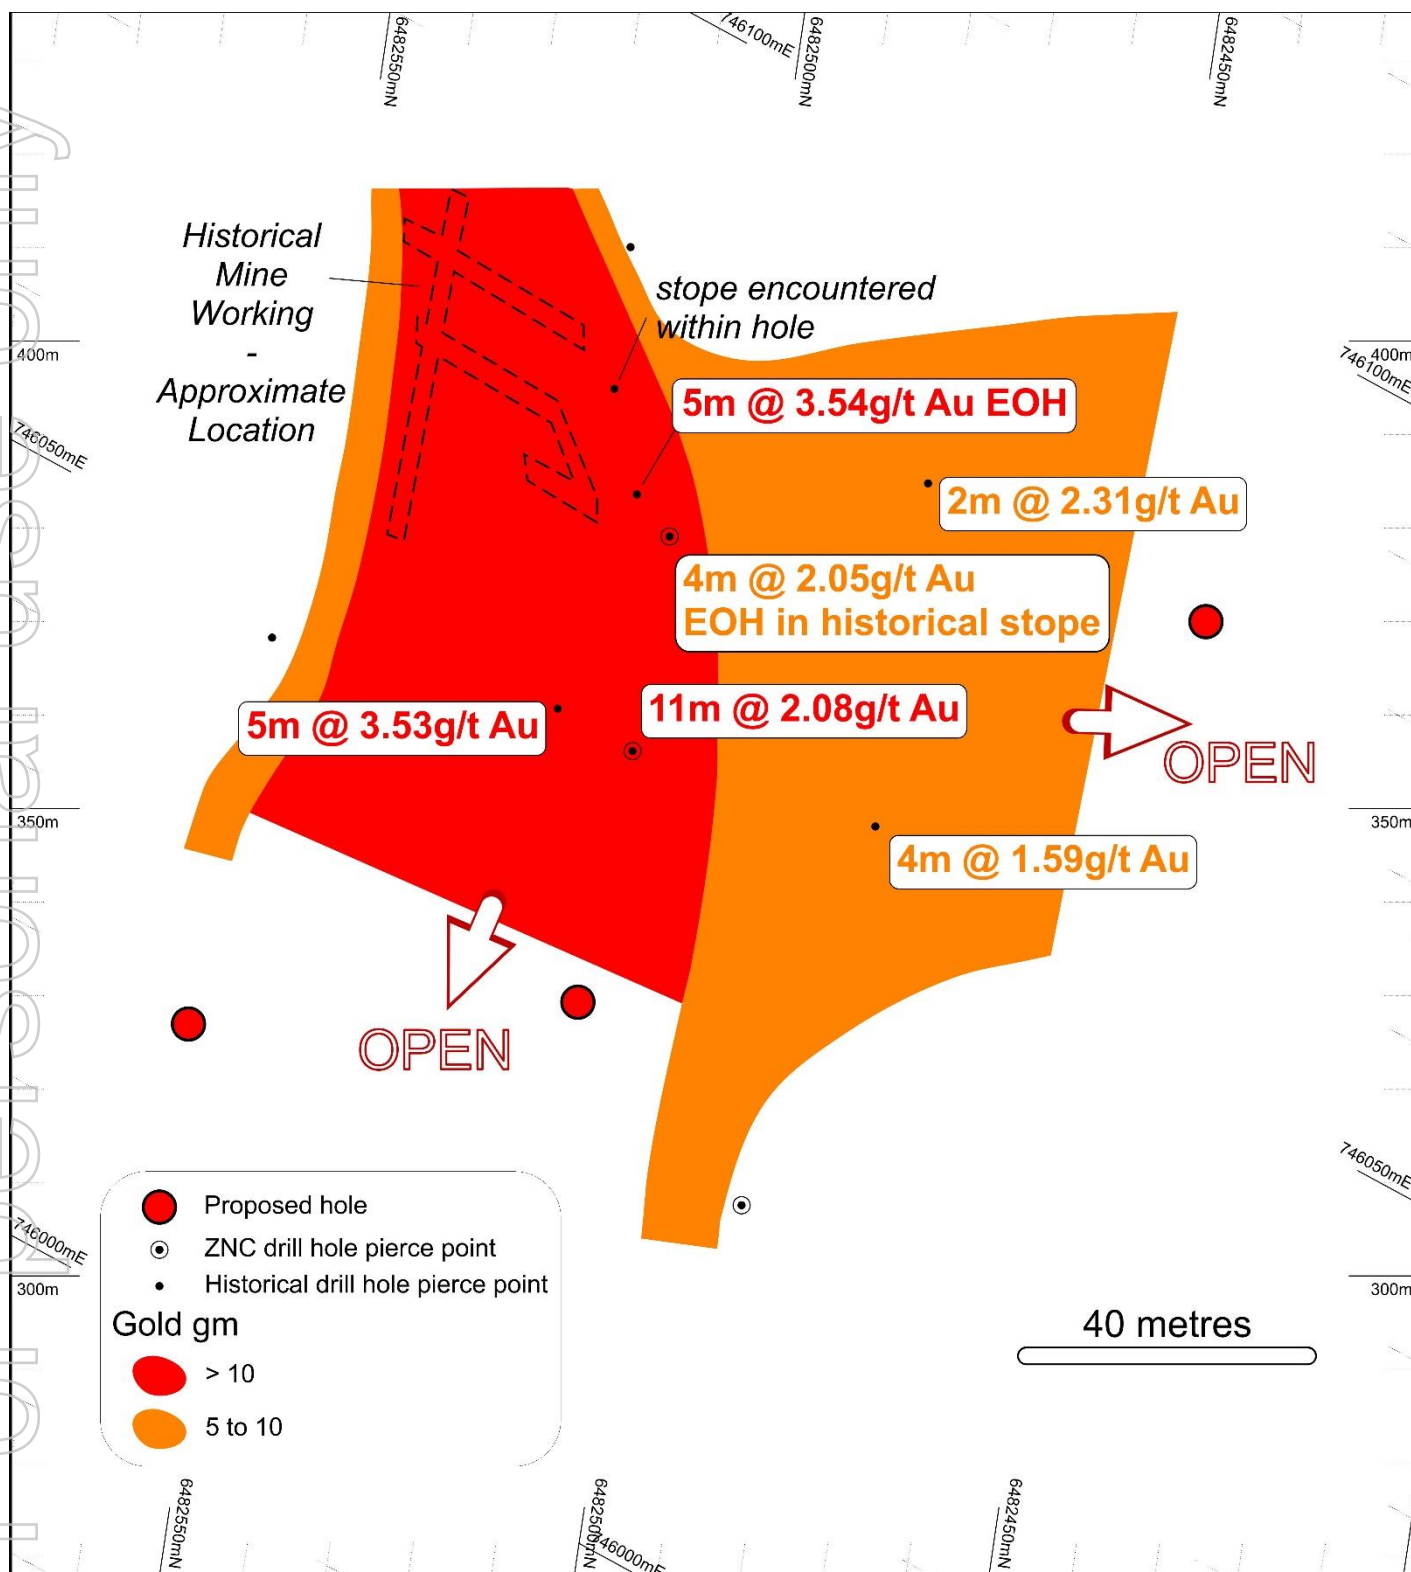 6482550mN
746100mE
6482500mN
6482450mN
Historical
Mine
Working
-
Approximate
Location
stope encountered
within hole
400m
400m
746100mE
746050mE
5m @ 3.54g/t Au EOH
2m @ 2.31g/t Au
4m @ 2.05g/t Au
EOH in historical stope
5m @ 3.53g/t Au
11m @ 2.08g/t Au
OPEN
350m
350m
4m @ 1.59g/t Au
OPEN
746050mE
Proposed hole
ZNC drill hole pierce point
Historical drill hole pierce point
746000mE
300m
300m
Gold gm
> 10
5 to 10
40 metres
6482550mN
6482500mN
746000mE
6482450mN
For personal use only